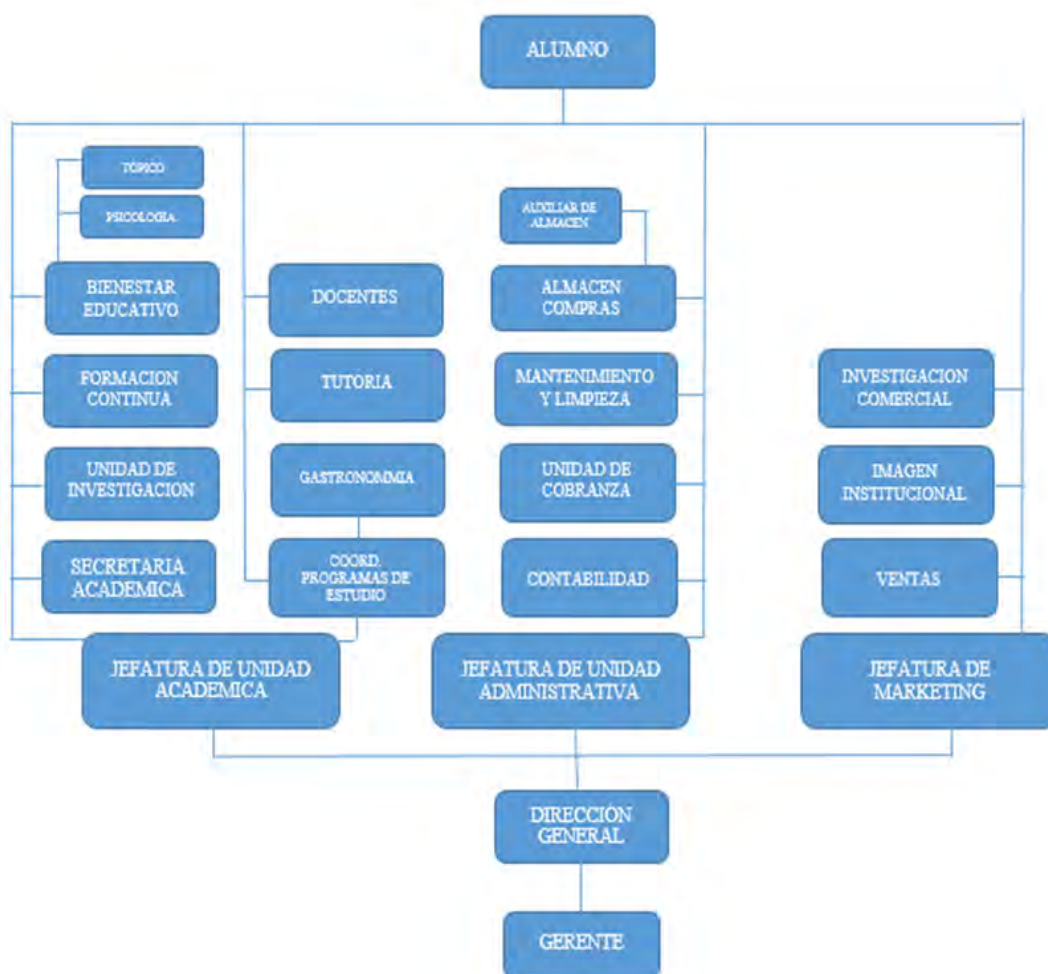 ALUMNO
TÓPICO
PSICOLOGIA.
BIENESTAR
EDUCATIVO
FORMACION
CONTINUA
UNIDAD DE
INVESTIGACION
SECRETARIA
ACADEMICA
DOCENTES
TUTORIA
GASTRONOMMIA
COORD.
PROGRAMAS DE
ESTUDIO
AUXILIAR DE
ALMACEN
ALMACEN
COMPRAS
MANTENIMIENTO
Y LIMPIEZA
UNIDAD DE
COBRANZA
CONTABILIDAD
INVESTIGACION
COMERCIAL
IMAGEN
INSTITUCIONAL
VENTAS
JEFATURA DE UNIDAD
ACADEMICA
JEFATURA DE UNIDAD
ADMINISTRATIVA
JEFATURA DE
MARKETING
DIRECCIÓN
GENERAL
GERENTE